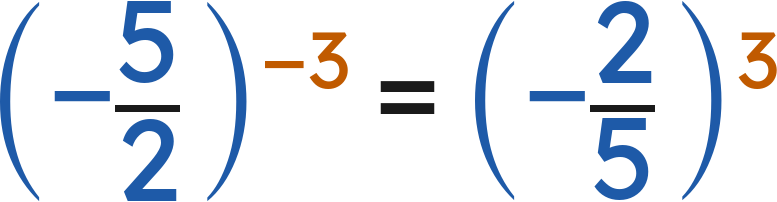 (-5/2)^-3 = (-2/5)^3